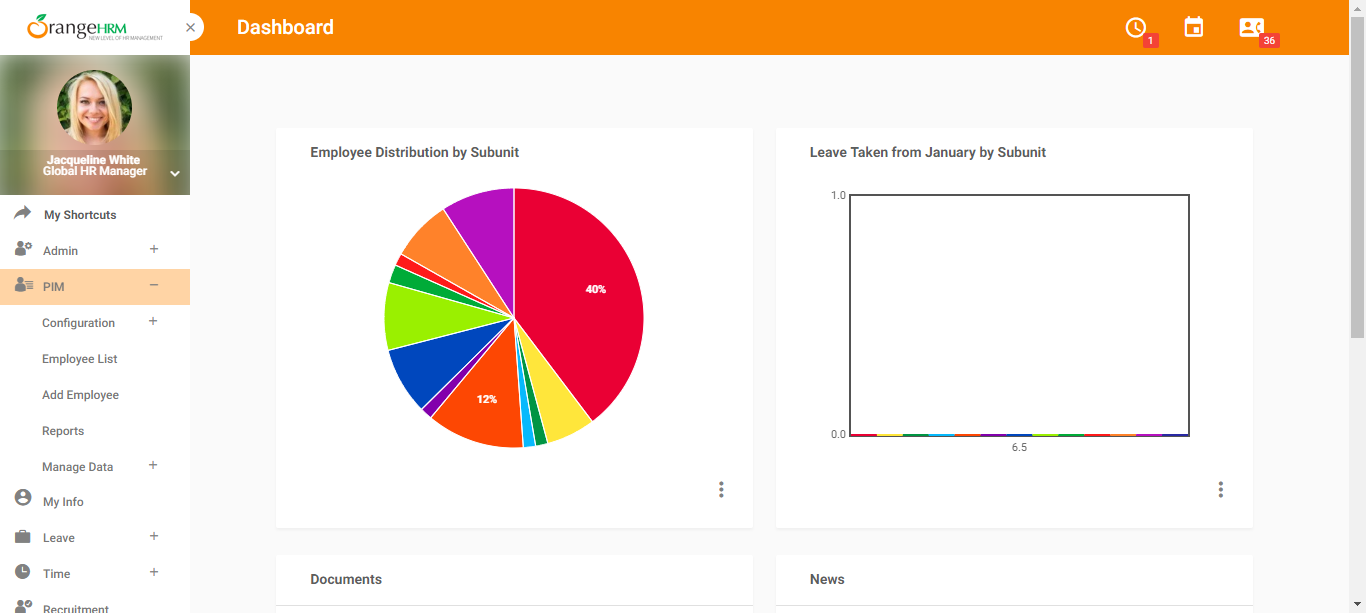 OrangeHRM
NEW LEVEL OF HR MANAGEMENT
Dashboard
1
36
Jacqueline White
Global HR Manager
My Shortcuts
Admin
PIM
Configuration
Employee List
Add Employee
Reports
Manage Data
My Info
Leave
Time
Recruitment
Employee Distribution by Subunit
40%
12%
Leave Taken from January by Subunit
1.0
0.0
6.5
Documents
News